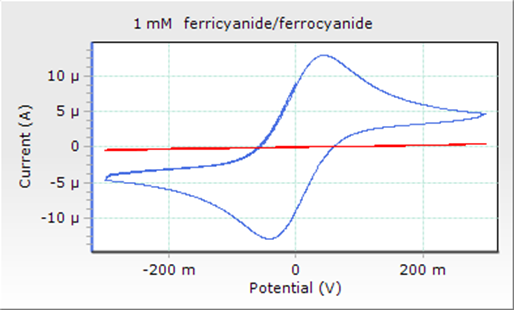 1 mM  ferricyanide/ferrocyanide
10 µ
5 µ
0
-5 µ
-10 µ
Current (A)
-200 m
0
200 m
Potential (V)